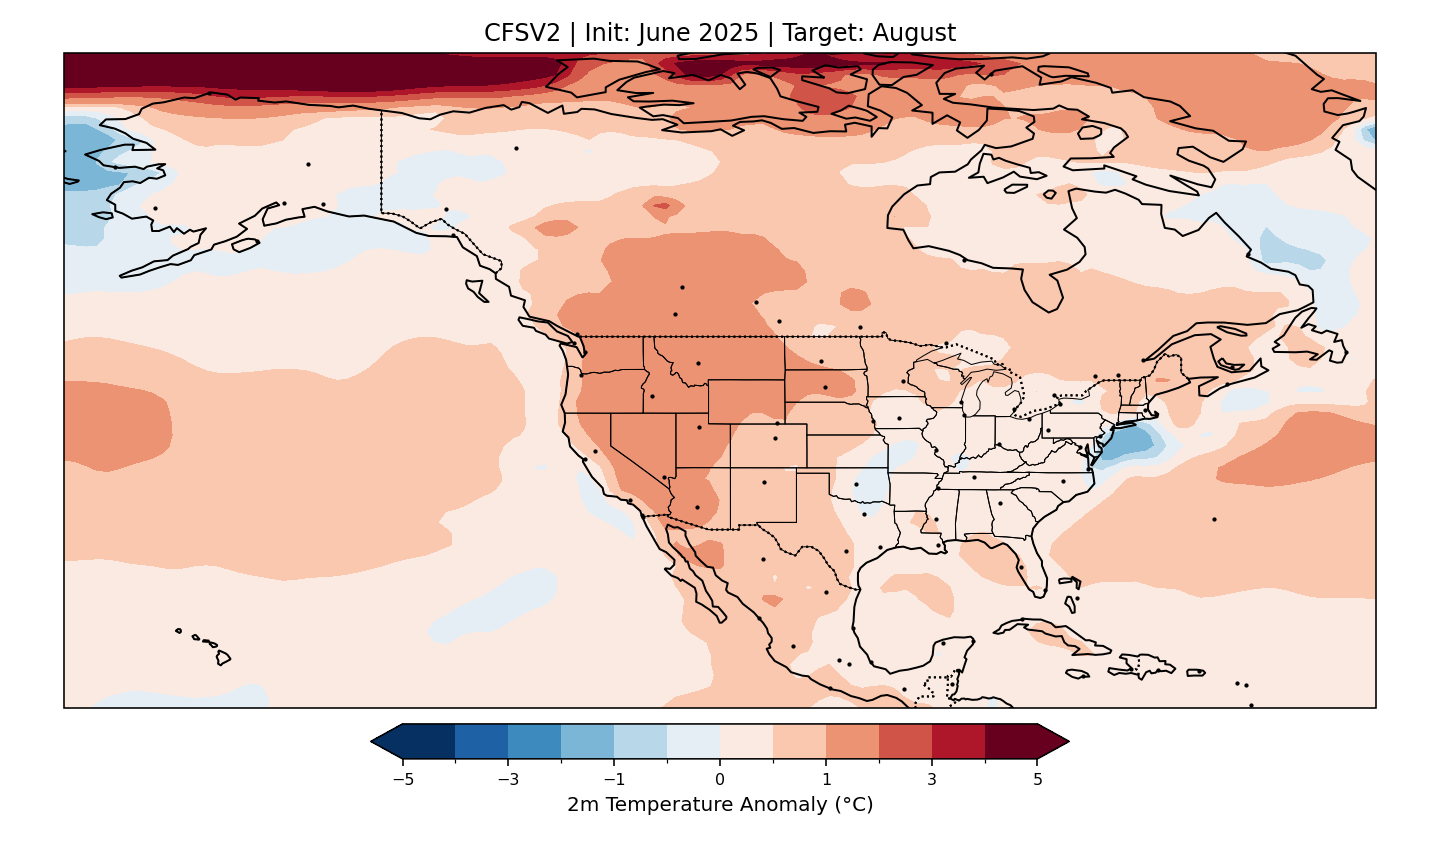 CFSV2 | Init: June 2025 | Target: August
−5 −3 −1 0 1 3 5
2m Temperature Anomaly (°C)